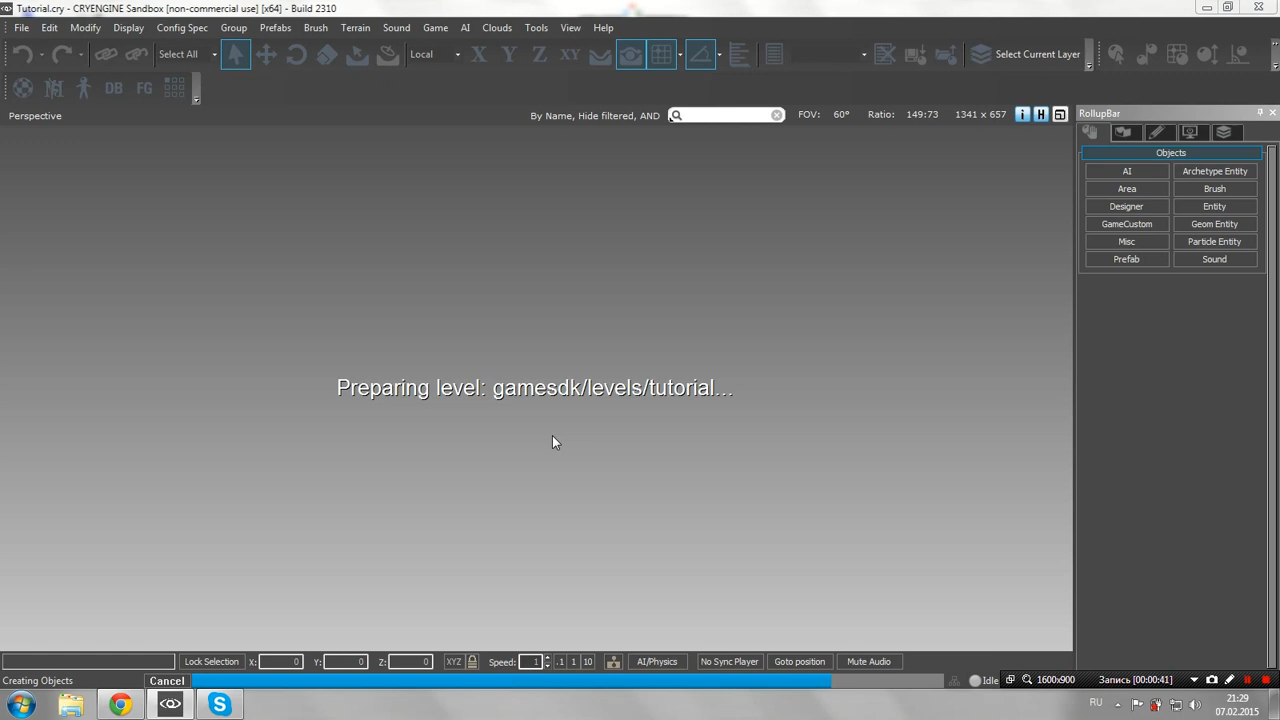 Tutorial.cry - CRYENGINE Sandbox [non-commercial use] [x64] - Build 2310
File Edit Modify Display Config Spec Group Prefabs Brush Terrain Sound Game AI Clouds Tools View Help
Select All Local X Y Z XY Select Current Layer
DB FG
Perspective By Name, Hide filtered, AND FOV: 60° Ratio: 149:73 1341 x 657 i H
RollupBar
Objects
AI Archetype Entity
Area Brush
Designer Entity
GameCustom Geom Entity
Misc Particle Entity
Prefab Sound
Preparing level: gamesdk/levels/tutorial...
Lock Selection X: 0 Y: 0 Z: 0 XYZ Speed: 1 .1 1 10 AI/Physics No Sync Player Goto position Mute Audio
Creating Objects Cancel Idle 1600x900 Запись [00:00:41]
RU 21:29
07.02.2015